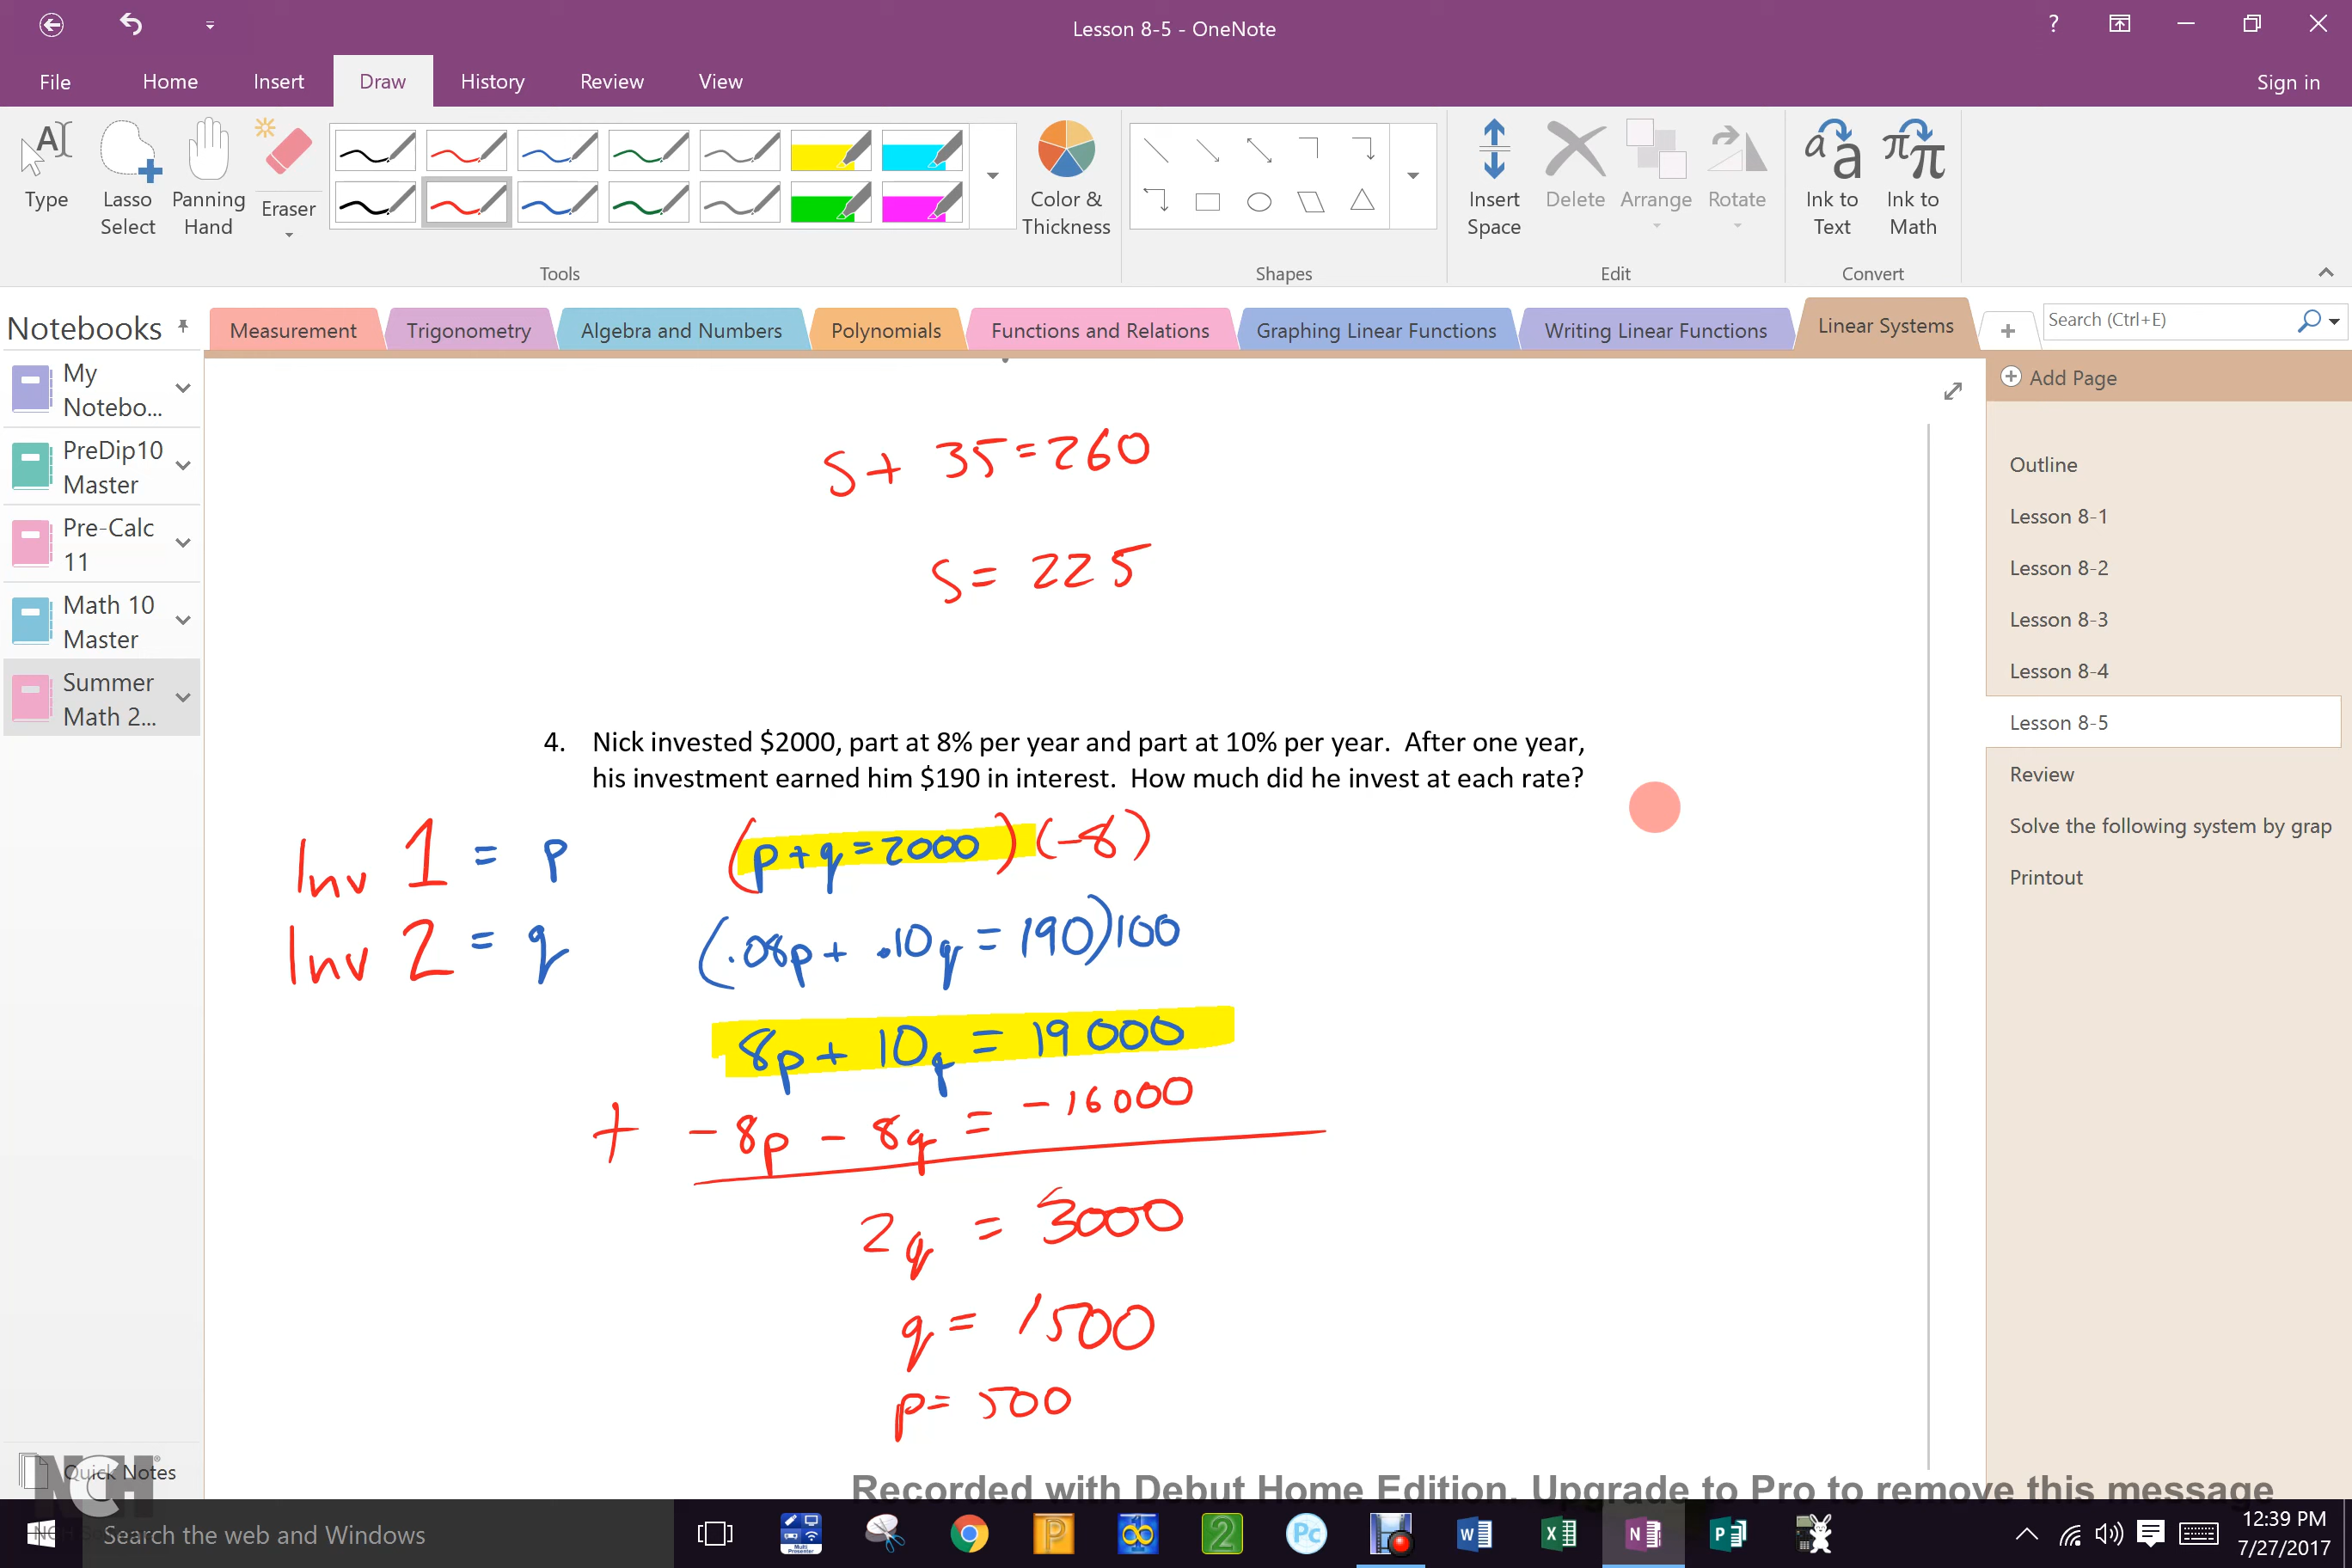 Lesson 8-5 - OneNote
?
File Home Insert Draw History Review View Sign in
Type
Lasso Select
Panning Hand
Eraser
Color & Thickness
Insert Space
Delete
Arrange
Rotate
Ink to Text
Ink to Math
Tools Shapes Edit Convert
Notebooks
Measurement Trigonometry Algebra and Numbers Polynomials Functions and Relations Graphing Linear Functions Writing Linear Functions Linear Systems
Search (Ctrl+E)
My Notebo...
PreDip10 Master
Pre-Calc 11
Math 10 Master
Summer Math 2...
Quick Notes
S + 35 = 260
S = 225
4. Nick invested $2000, part at 8% per year and part at 10% per year. After one year,
his investment earned him $190 in interest. How much did he invest at each rate?
Inv 1 = p
Inv 2 = q
(p + q = 2000) (-8)
(.08p + .10q = 190)100
8p + 10q = 19000
+ -8p - 8q = -16000
2q = 3000
q = 1500
p = 500
Add Page
Outline
Lesson 8-1
Lesson 8-2
Lesson 8-3
Lesson 8-4
Lesson 8-5
Review
Solve the following system by grap
Printout
NCH
Recorded with Debut Home Edition. Upgrade to Pro to remove this message
Search the web and Windows
12:39 PM
7/27/2017